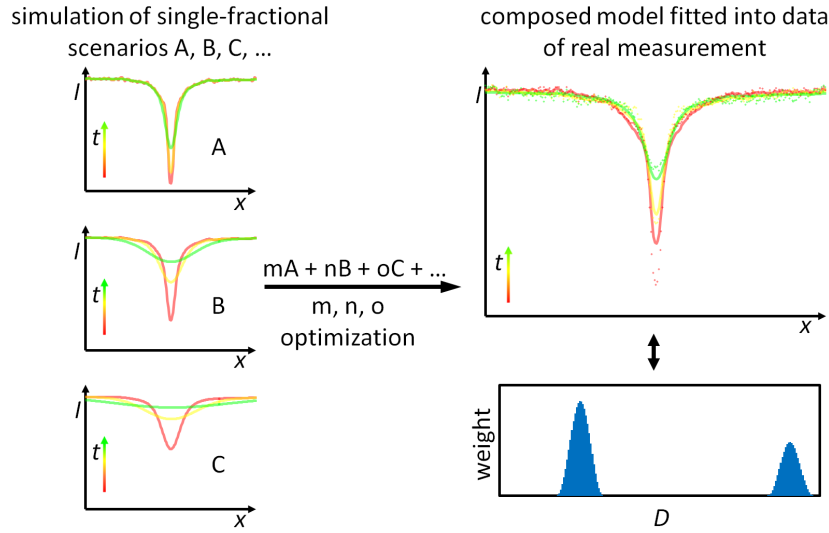 simulation of single-fractional
scenarios A, B, C, ...
I
t
A
x
I
t
B
x
I
t
C
x
mA + nB + oC + ...
m, n, o
optimization
composed model fitted into data
of real measurement
I
t
x
weight
D